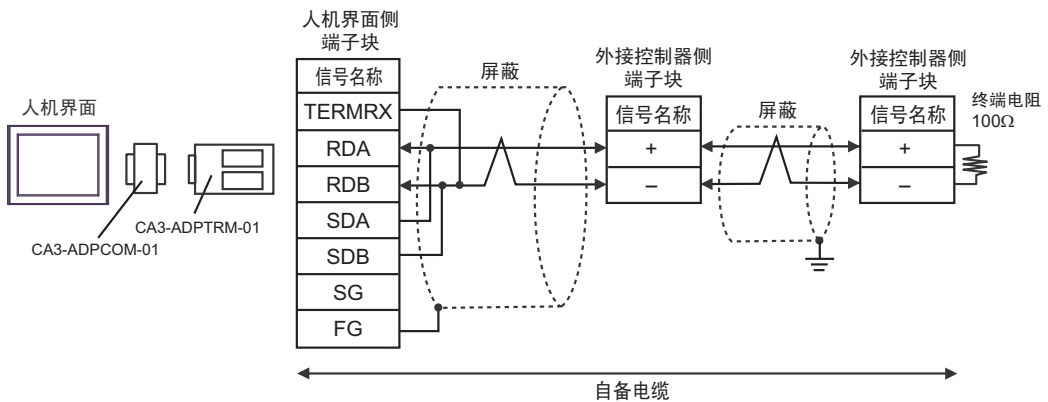 人机界面
CA3-ADPCOM-01
CA3-ADPTRM-01
人机界面侧
端子块
信号名称
TERMRX
RDA
RDB
SDA
SDB
SG
FG
屏蔽
外接控制器侧
端子块
信号名称
+
−
屏蔽
外接控制器侧
端子块
信号名称
+
−
终端电阻
100Ω
自备电缆